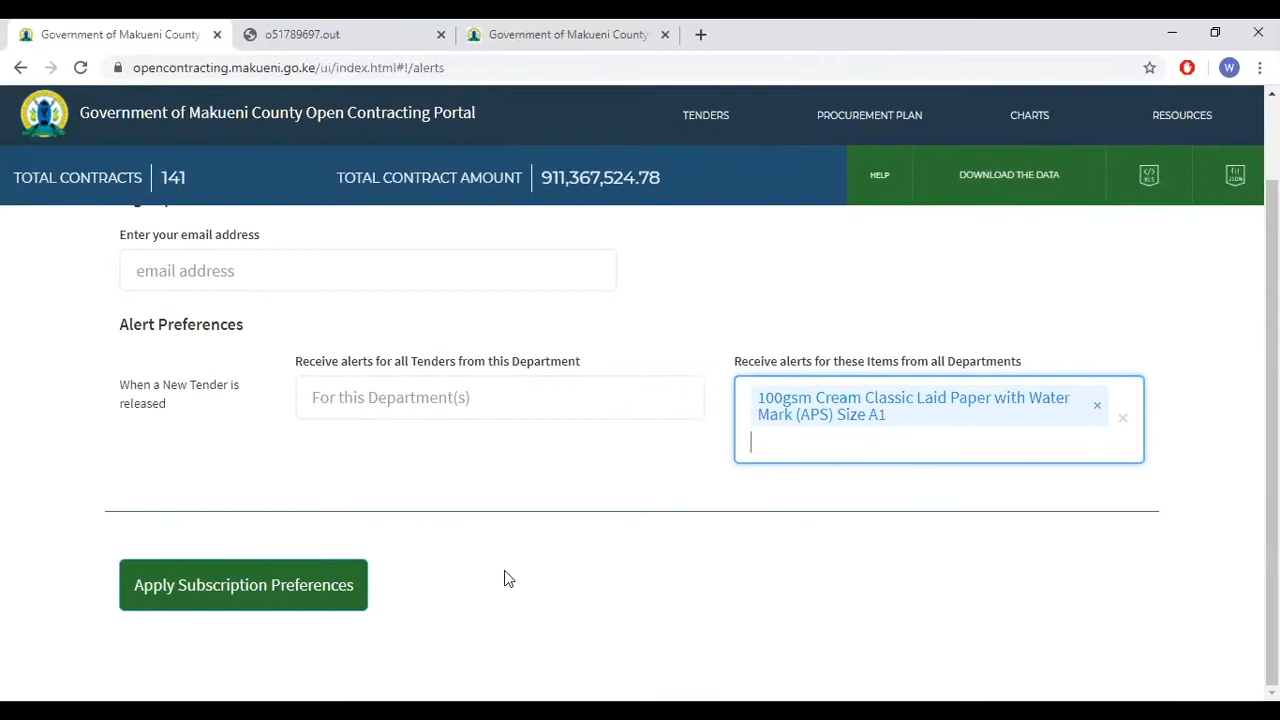 Government of Makueni County
o51789697.out
Government of Makueni County
opencontracting.makueni.go.ke/ui/index.html#!/alerts
W
Government of Makueni County Open Contracting Portal
TENDERS
PROCUREMENT PLAN
CHARTS
RESOURCES
TOTAL CONTRACTS 141
TOTAL CONTRACT AMOUNT 911,367,524.78
HELP
DOWNLOAD THE DATA
XLS
JSON
Enter your email address
email address
Alert Preferences
Receive alerts for all Tenders from this Department
Receive alerts for these Items from all Departments
When a New Tender is
released
For this Department(s)
100gsm Cream Classic Laid Paper with Water
Mark (APS) Size A1
Apply Subscription Preferences